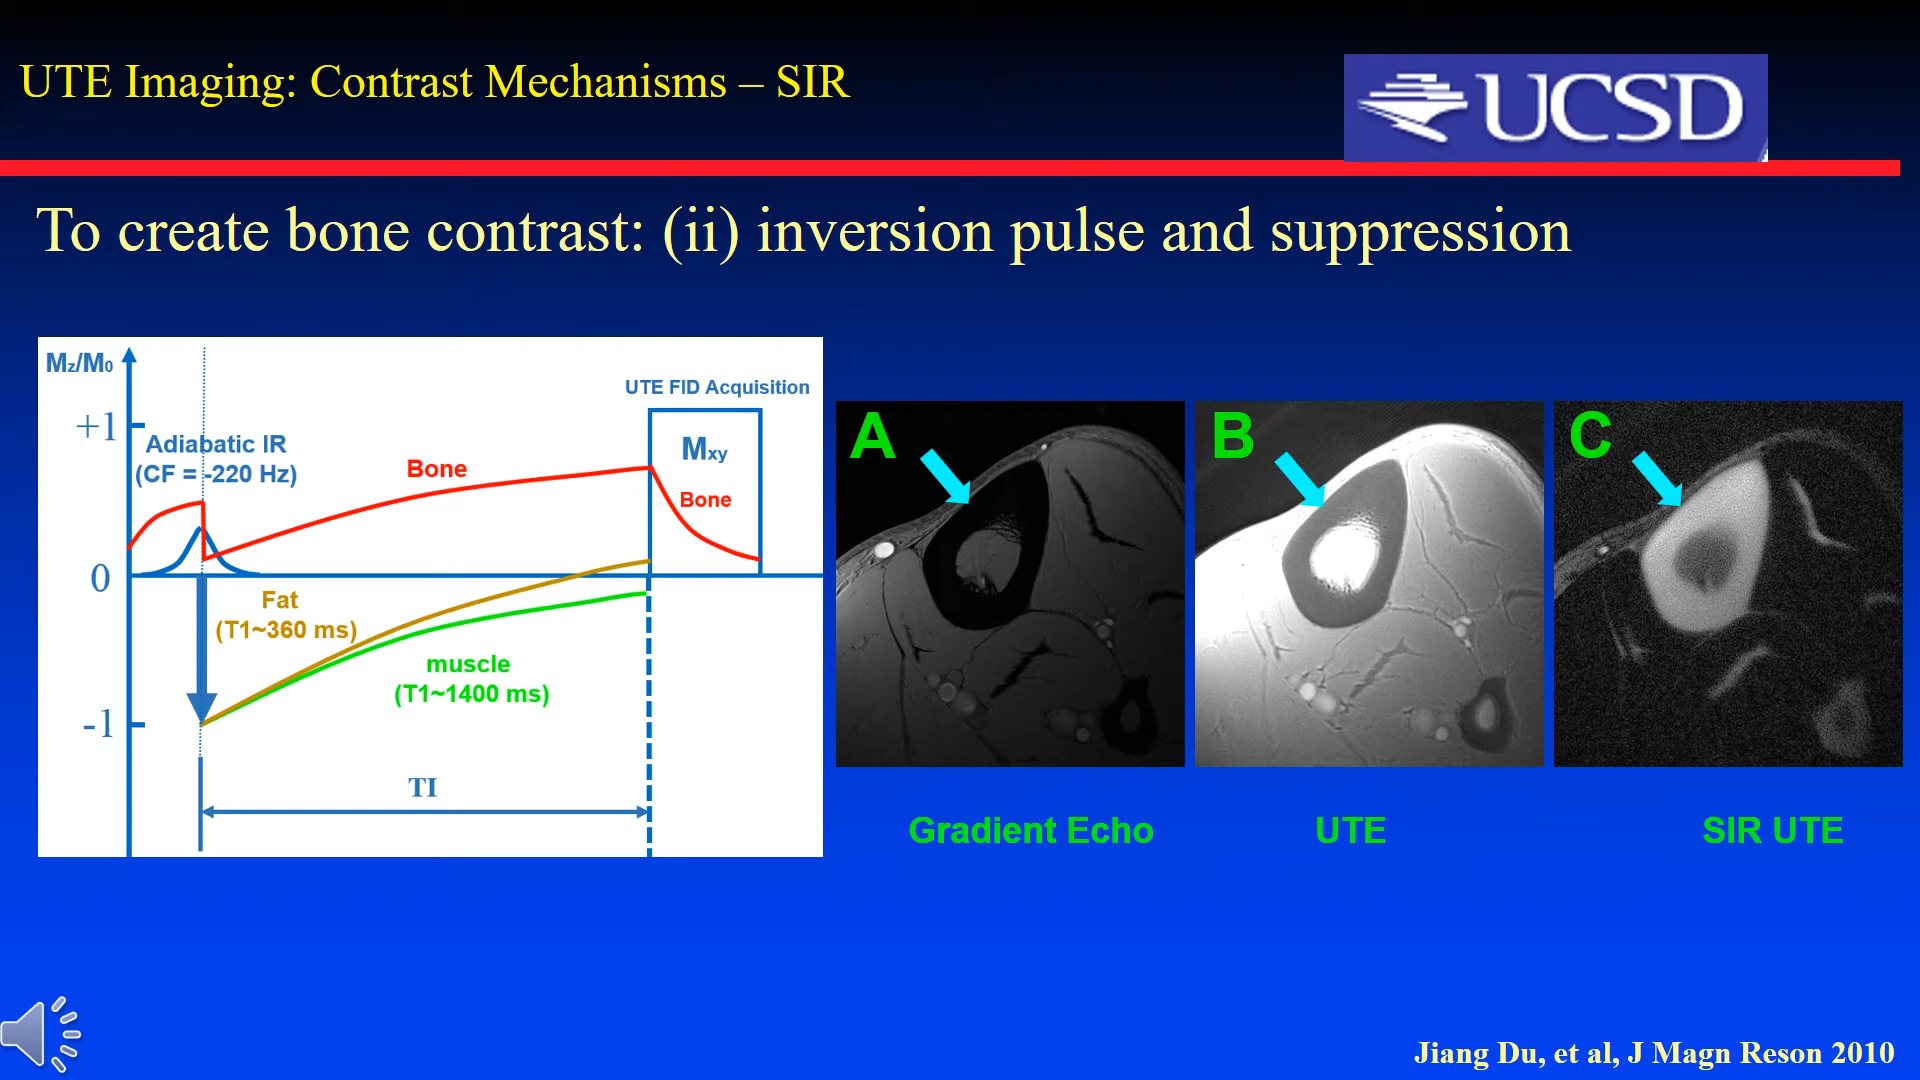 UTE Imaging: Contrast Mechanisms – SIR
UCSD
To create bone contrast: (ii) inversion pulse and suppression
Mz/M0
UTE FID Acquisition
+1
Adiabatic IR
(CF = -220 Hz)
Bone
Mxy
Bone
0
Fat
(T1~360 ms)
muscle
(T1~1400 ms)
-1
TI
A
B
C
Gradient Echo
UTE
SIR UTE
Jiang Du, et al, J Magn Reson 2010